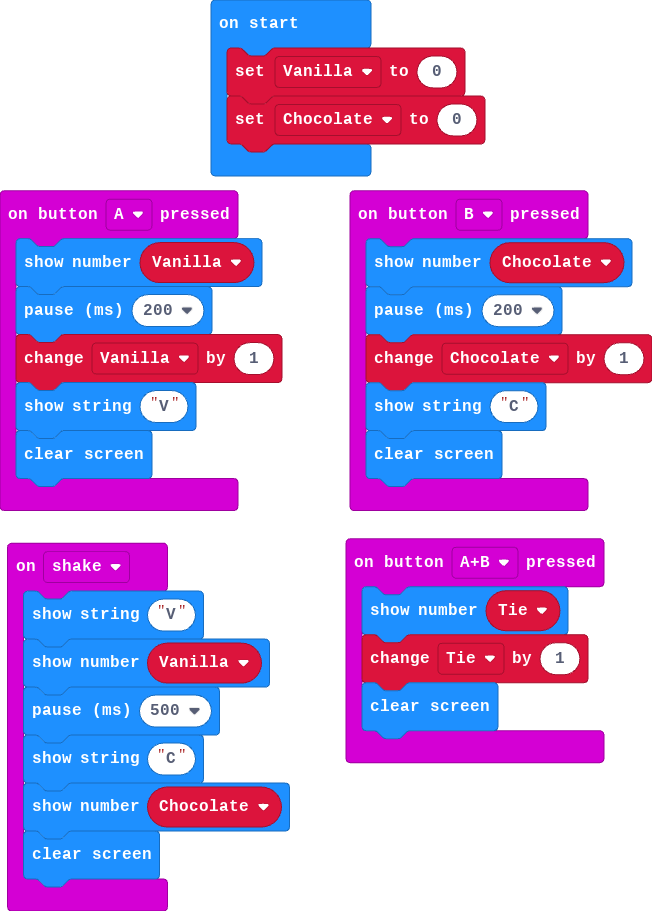 on start
set Vanilla to 0
set Chocolate to 0
on button A pressed
show number Vanilla
pause (ms) 200
change Vanilla by 1
show string "V"
clear screen
on button B pressed
show number Chocolate
pause (ms) 200
change Chocolate by 1
show string "C"
clear screen
on shake
show string "V"
show number Vanilla
pause (ms) 500
show string "C"
show number Chocolate
clear screen
on button A+B pressed
show number Tie
change Tie by 1
clear screen